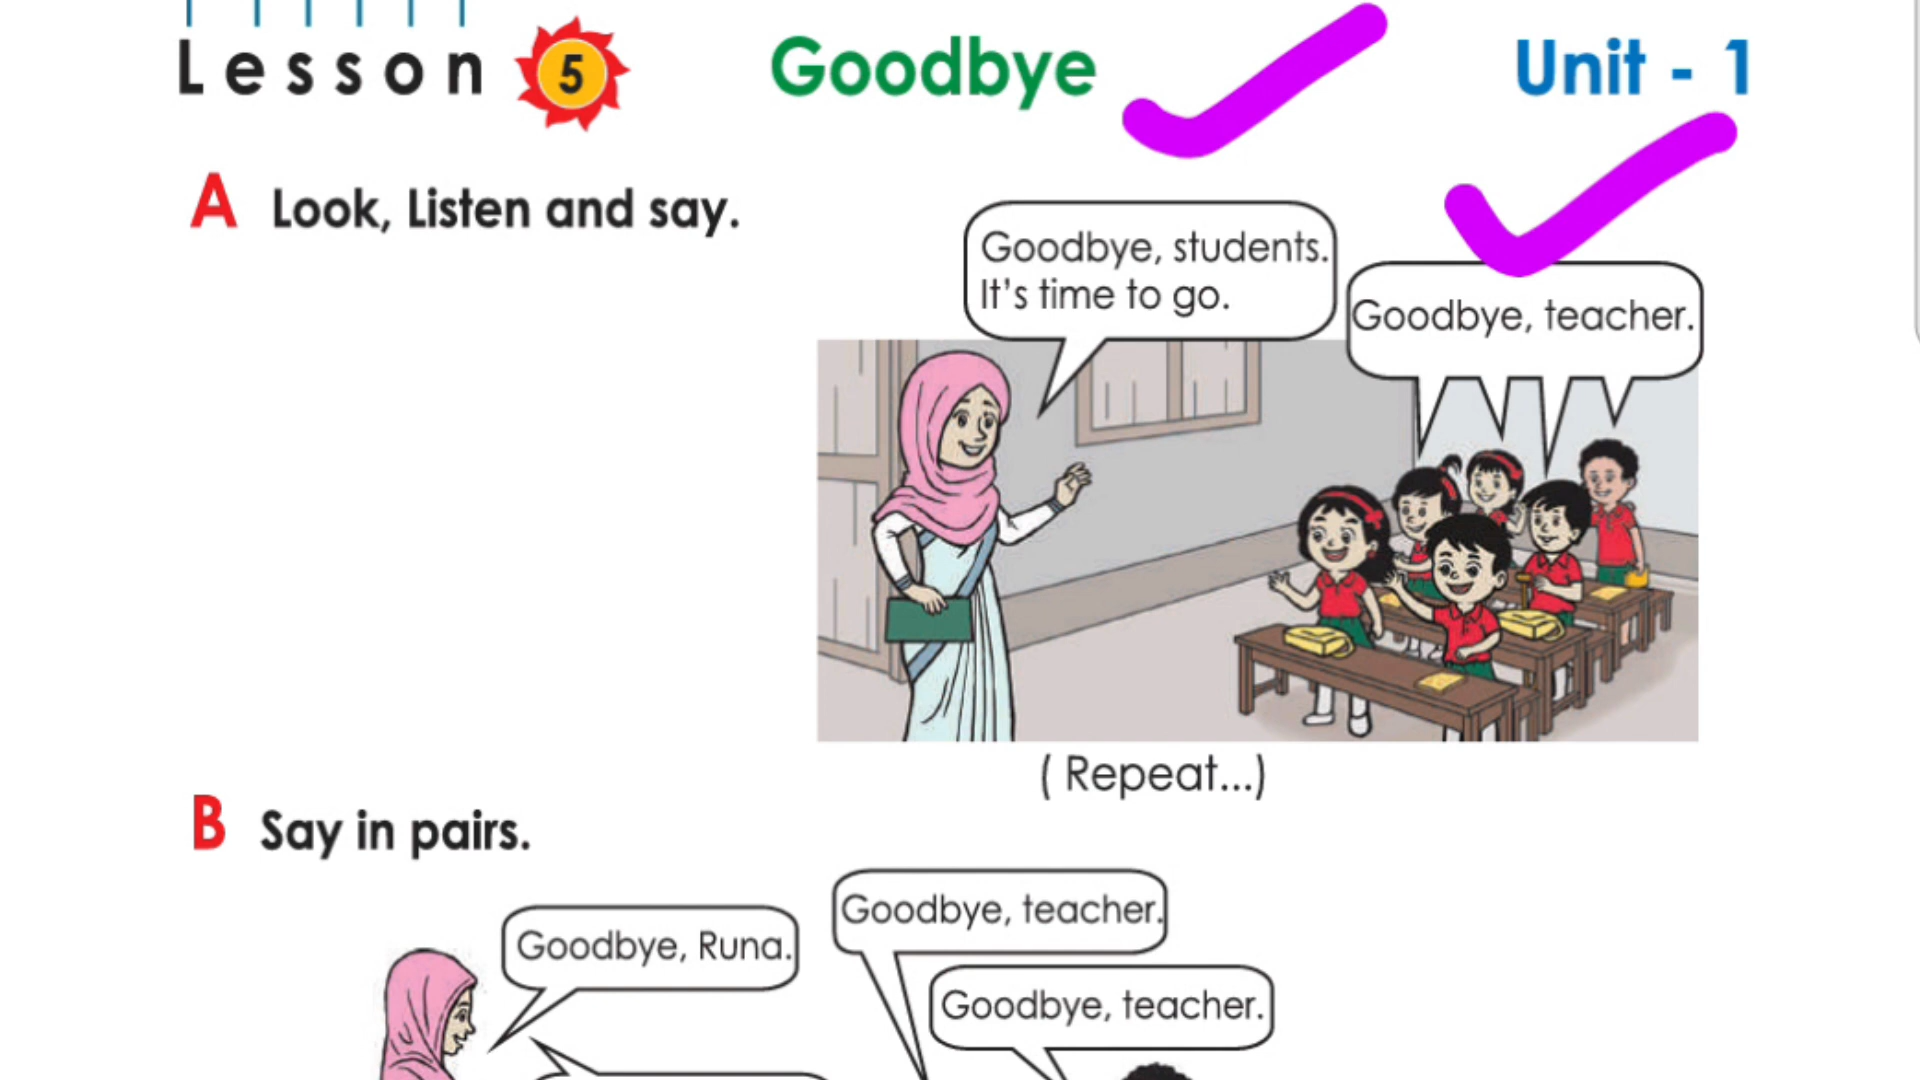 Lesson 5 Goodbye Unit - 1
A Look, Listen and say.
Goodbye, students.
It's time to go.
Goodbye, teacher.
( Repeat...)
B Say in pairs.
Goodbye, Runa.
Goodbye, teacher.
Goodbye, teacher.